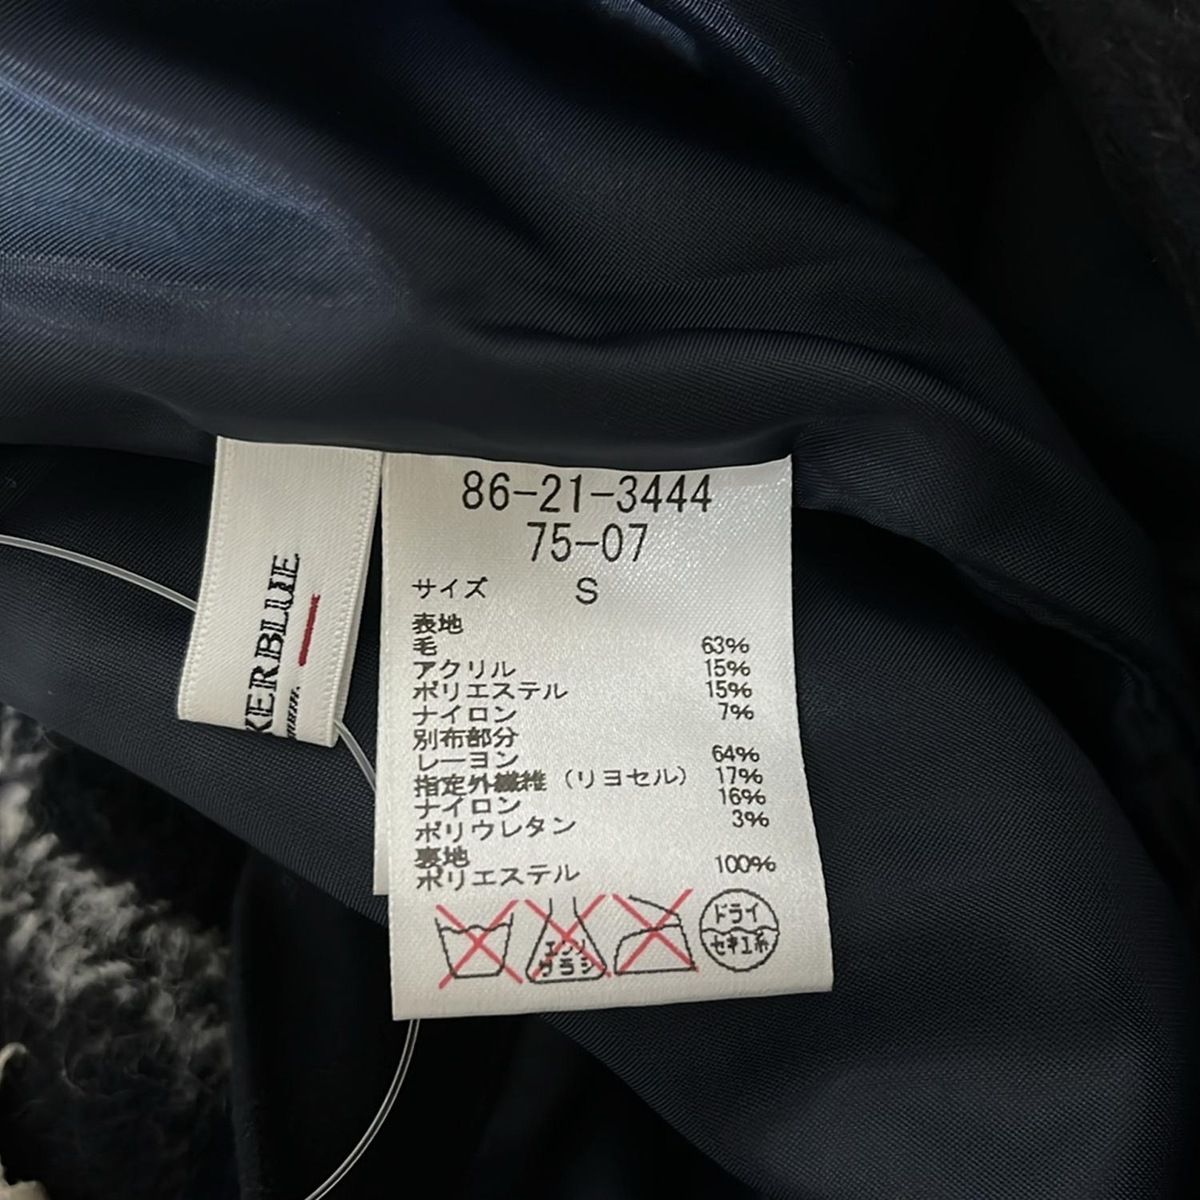 KERBLUE
86-21-3444
75-07
サイズ S
表地
毛 63%
アクリル 15%
ポリエステル 15%
ナイロン 7%
別布部分
レーヨン 64%
指定外繊維(リヨセル) 17%
ナイロン 16%
ポリウレタン 3%
裏地
ポリエステル 100%
エンソ
サラシ
ドライ
セキユ系